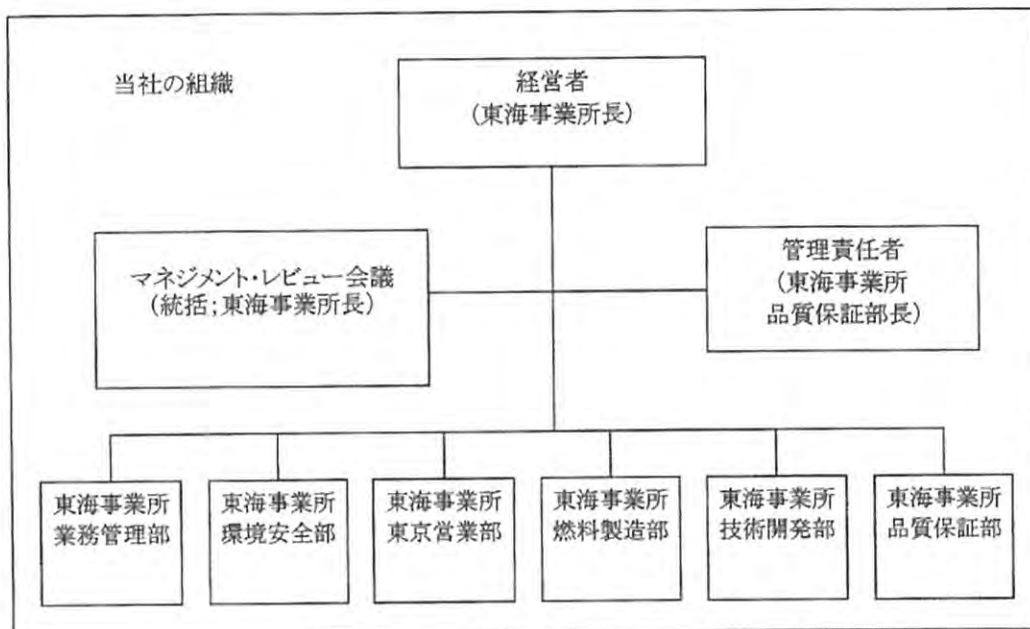 当社の組織
経営者
(東海事業所長)
マネジメント・レビュー会議
(統括;東海事業所長)
管理責任者
(東海事業所
品質保証部長)
東海事業所
業務管理部
東海事業所
環境安全部
東海事業所
東京営業部
東海事業所
燃料製造部
東海事業所
技術開発部
東海事業所
品質保証部